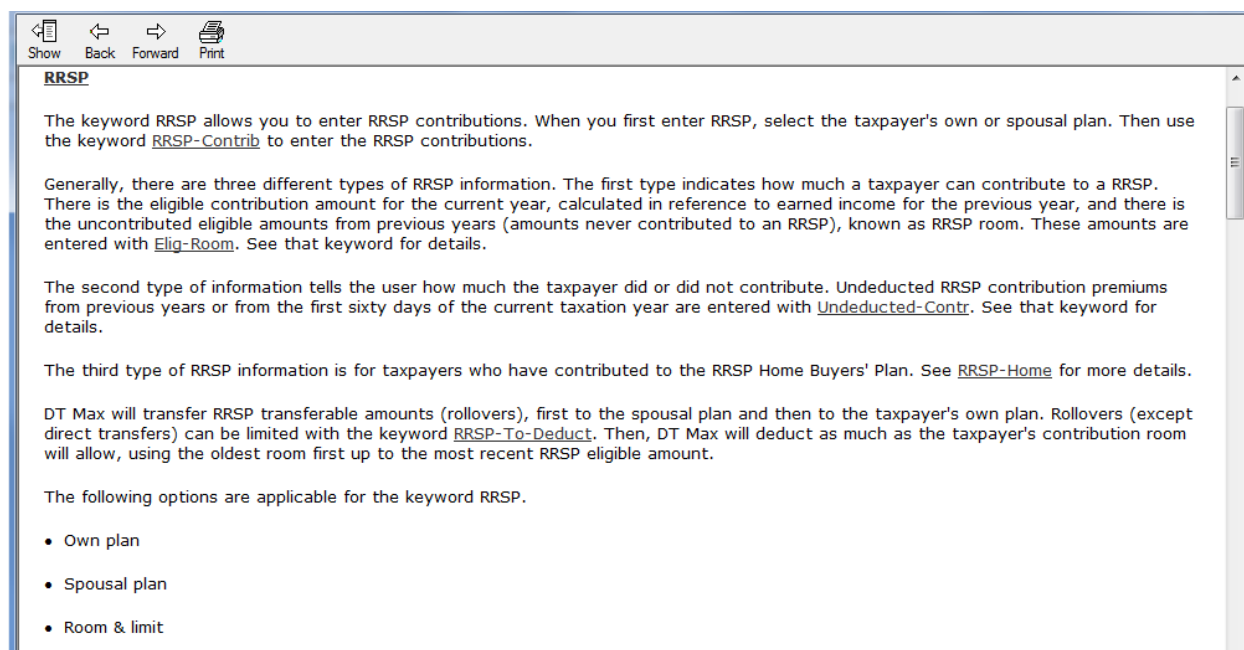 Show Back Forward Print
RRSP
The keyword RRSP allows you to enter RRSP contributions. When you first enter RRSP, select the taxpayer's own or spousal plan. Then use
the keyword RRSP-Contrib to enter the RRSP contributions.
Generally, there are three different types of RRSP information. The first type indicates how much a taxpayer can contribute to a RRSP.
There is the eligible contribution amount for the current year, calculated in reference to earned income for the previous year, and there is
the uncontributed eligible amounts from previous years (amounts never contributed to an RRSP), known as RRSP room. These amounts are
entered with Elig-Room. See that keyword for details.
The second type of information tells the user how much the taxpayer did or did not contribute. Undeducted RRSP contribution premiums
from previous years or from the first sixty days of the current taxation year are entered with Undeducted-Contr. See that keyword for
details.
The third type of RRSP information is for taxpayers who have contributed to the RRSP Home Buyers' Plan. See RRSP-Home for more details.
DT Max will transfer RRSP transferable amounts (rollovers), first to the spousal plan and then to the taxpayer's own plan. Rollovers (except
direct transfers) can be limited with the keyword RRSP-To-Deduct. Then, DT Max will deduct as much as the taxpayer's contribution room
will allow, using the oldest room first up to the most recent RRSP eligible amount.
The following options are applicable for the keyword RRSP.
• Own plan
• Spousal plan
• Room & limit